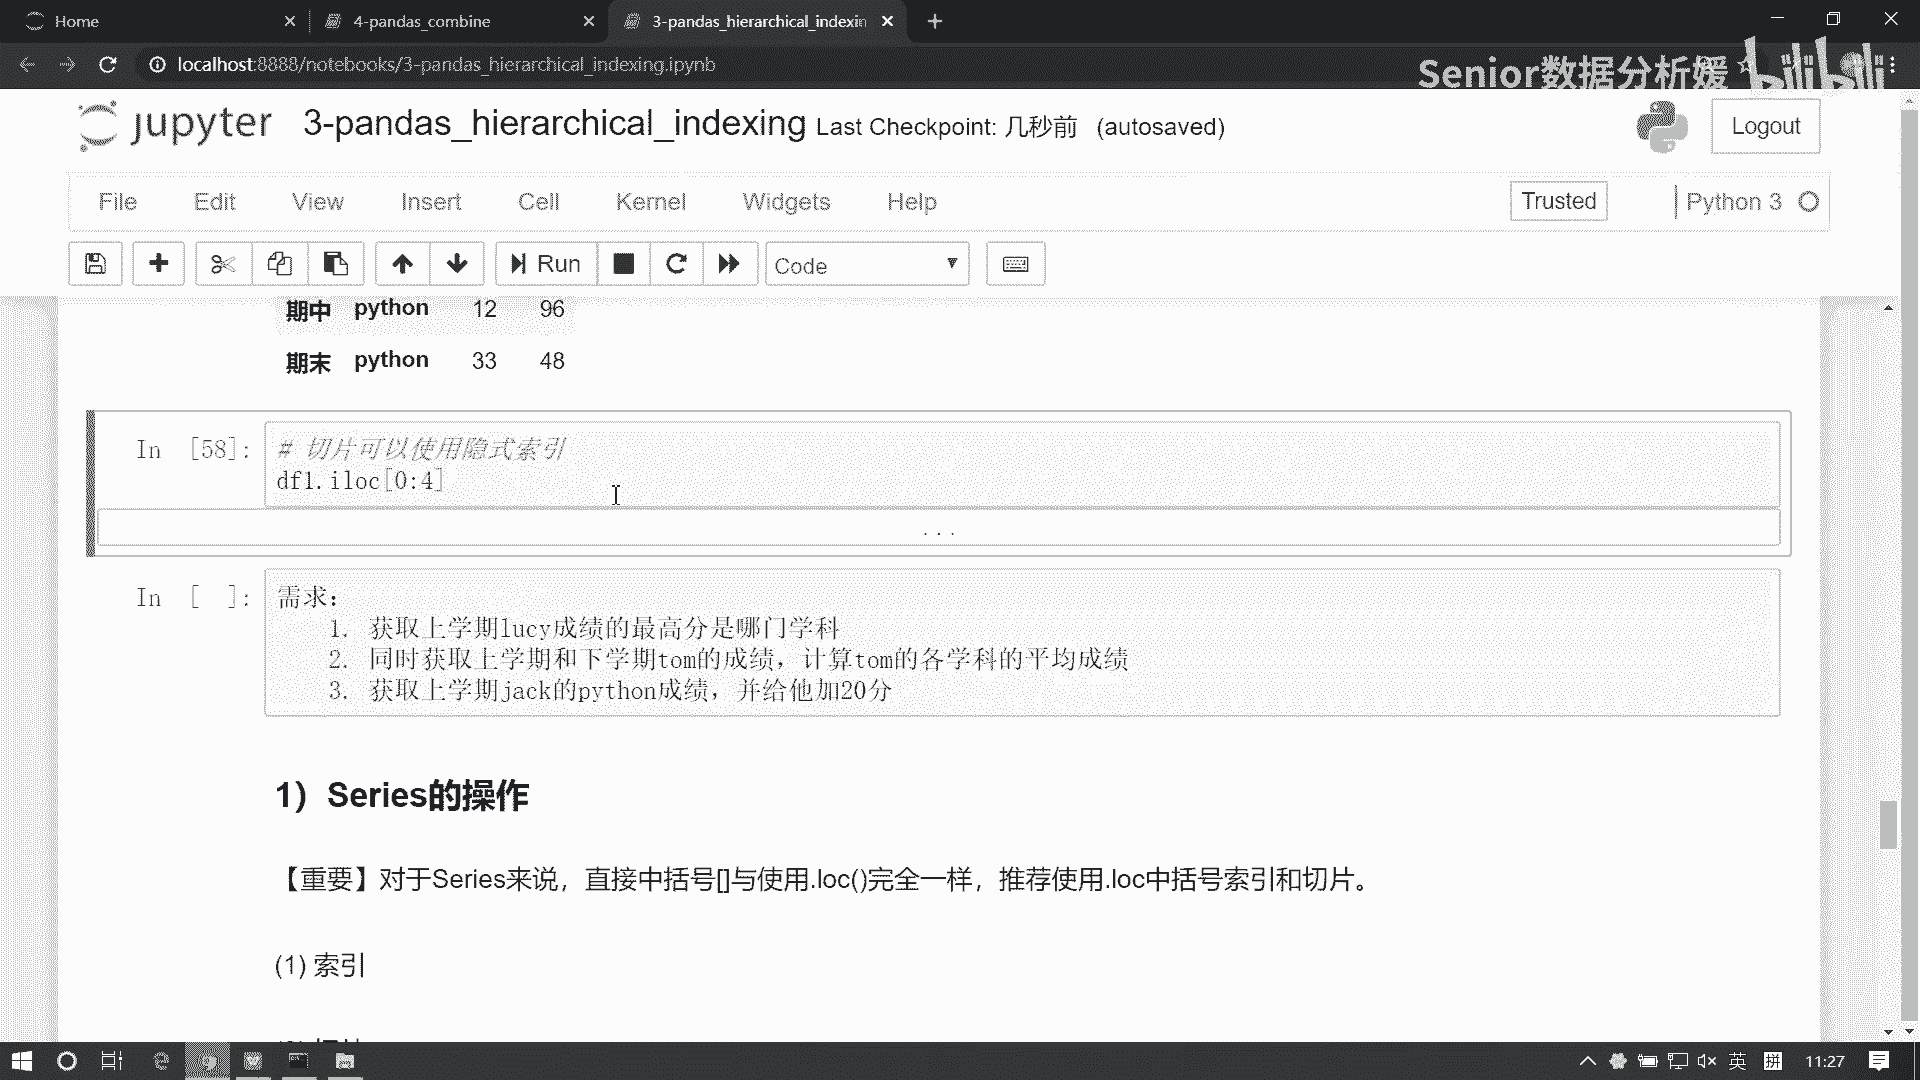 Home
4-pandas_combine
3-pandas_hierarchical_indexin
localhost:8888/notebooks/3-pandas_hierarchical_indexing.ipynb
Senior数据分析媛 bilibili
jupyter 3-pandas_hierarchical_indexing Last Checkpoint: 几秒前 (autosaved)
Logout
File Edit View Insert Cell Kernel Widgets Help
Trusted
Python 3
Run
Code
期中 python 12 96
期末 python 33 48
In [58]: # 切片可以使用隐式索引
df1.iloc[0:4]
...
In [ ]: 需求:
1. 获取上学期lucy成绩的最高分是哪门学科
2. 同时获取上学期和下学期tom的成绩，计算tom的各学科的平均成绩
3. 获取上学期jack的python成绩，并给他加20分
1）Series的操作
【重要】对于Series来说，直接中括号[]与使用.loc()完全一样，推荐使用.loc中括号索引和切片。
(1) 索引
英
拼
11:27